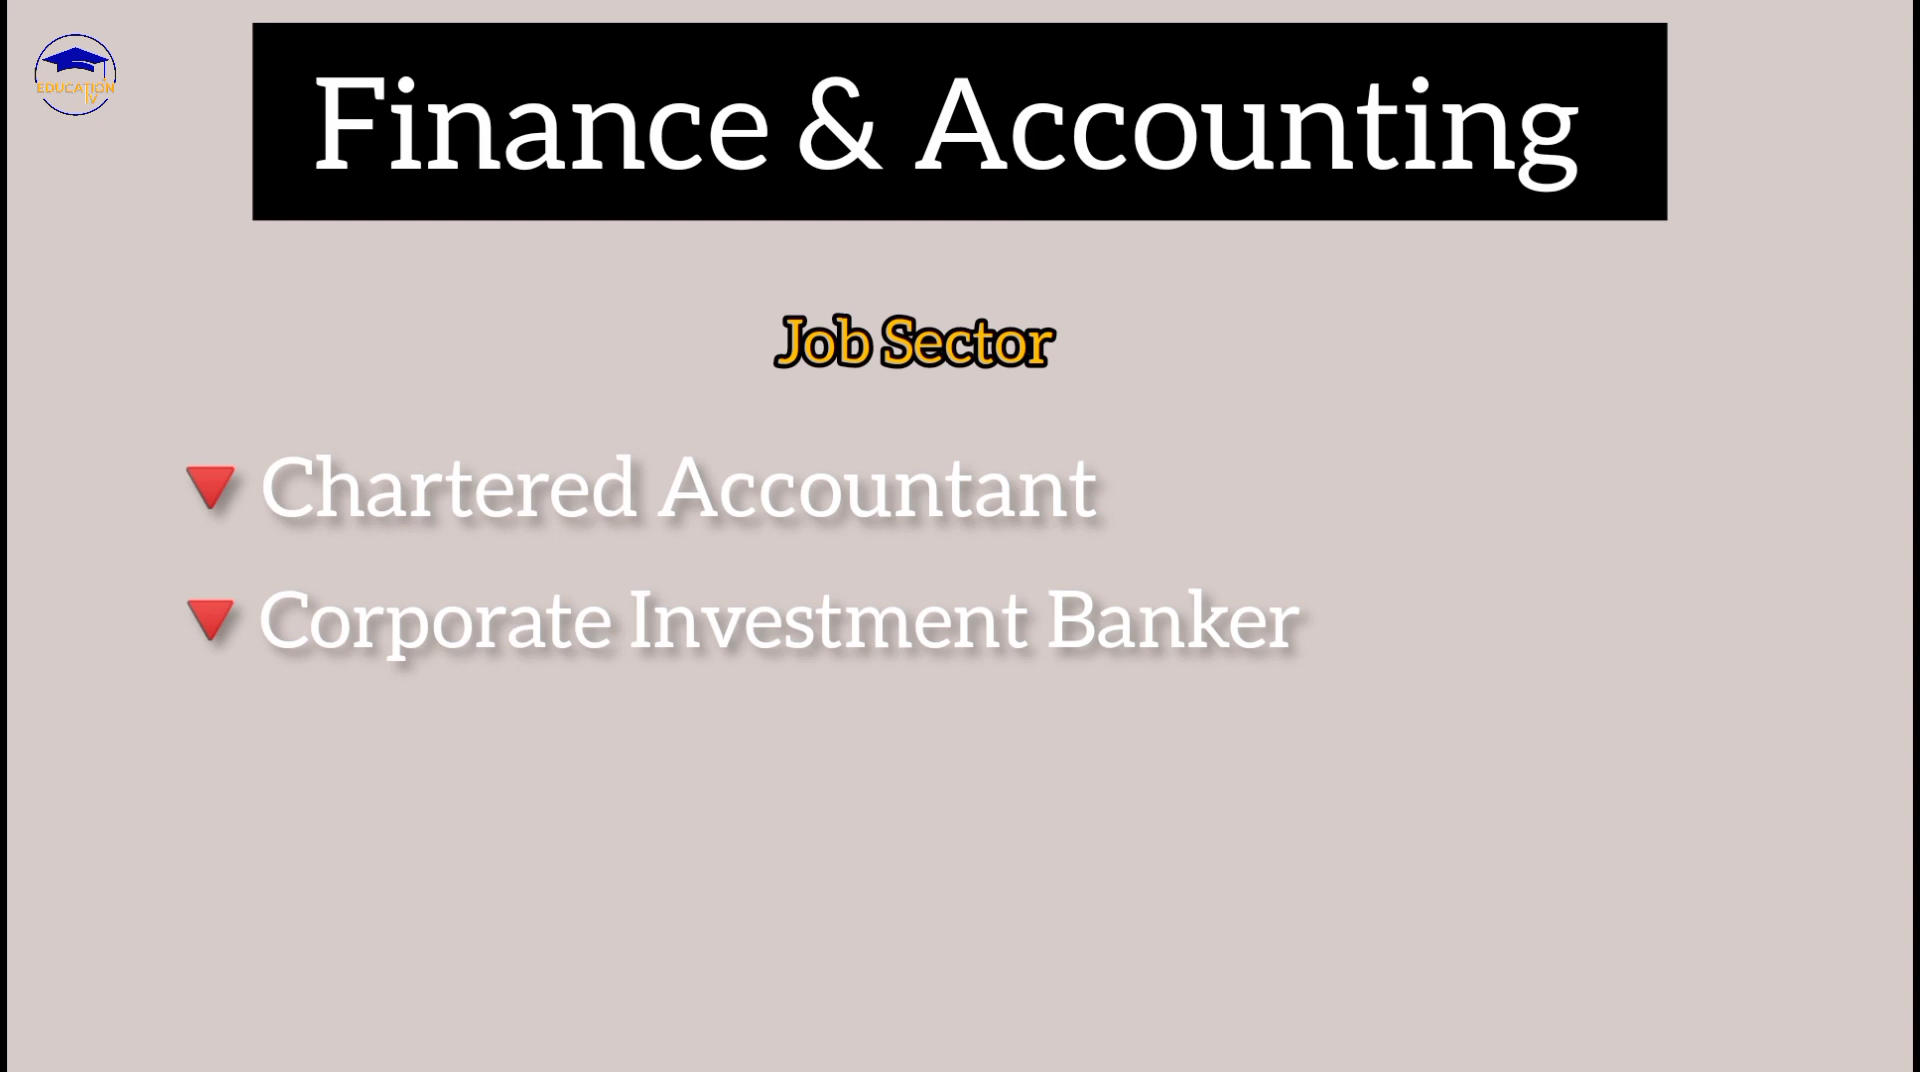 EDUCATION
TV
Finance & Accounting
Job Sector
Chartered Accountant
Corporate Investment Banker